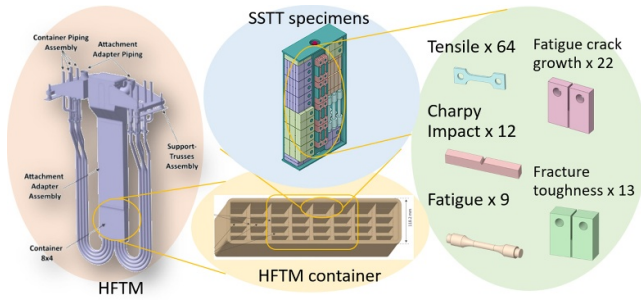 Container Piping
Assembly
Attachment
Adapter Piping
Support-
Trusses
Assembly
Attachment
Adapter
Assembly
Container
8x4
HFTM
SSTT specimens
HFTM container
Tensile x 64
Fatigue crack
growth x 22
Charpy
Impact x 12
Fracture
toughness x 13
Fatigue x 9